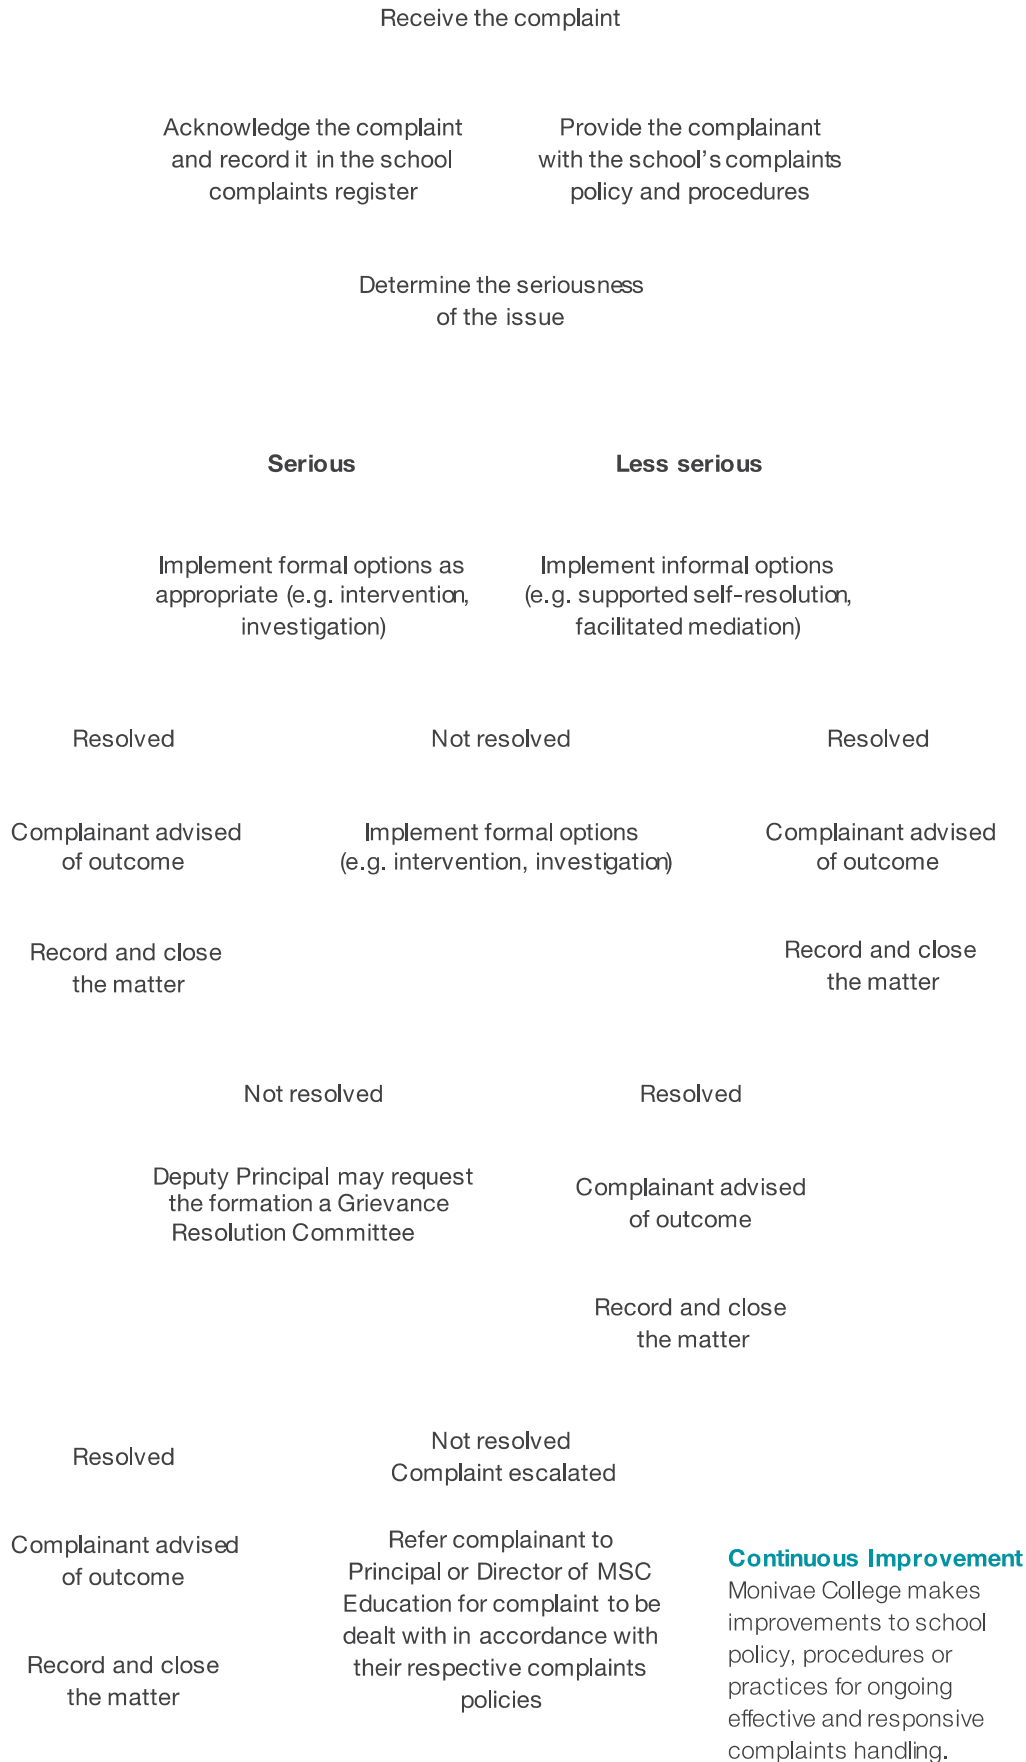 Receive the complaint
Acknowledge the complaint
and record it in the school
complaints register
Provide the complainant
with the school's complaints
policy and procedures
Determine the seriousness
of the issue
Serious
Less serious
Implement formal options as
appropriate (e.g. intervention,
investigation)
Implement informal options
(e.g. supported self-resolution,
facilitated mediation)
Resolved
Not resolved
Resolved
Complainant advised
of outcome
Implement formal options
(e.g. intervention, investigation)
Complainant advised
of outcome
Record and close
the matter
Record and close
the matter
Not resolved
Resolved
Deputy Principal may request
the formation a Grievance
Resolution Committee
Complainant advised
of outcome
Record and close
the matter
Resolved
Not resolved
Complaint escalated
Complainant advised
of outcome
Refer complainant to
Principal or Director of MSC
Education for complaint to be
dealt with in accordance with
their respective complaints
policies
Record and close
the matter
Continuous Improvement
Monivae College makes
improvements to school
policy, procedures or
practices for ongoing
effective and responsive
complaints handling.